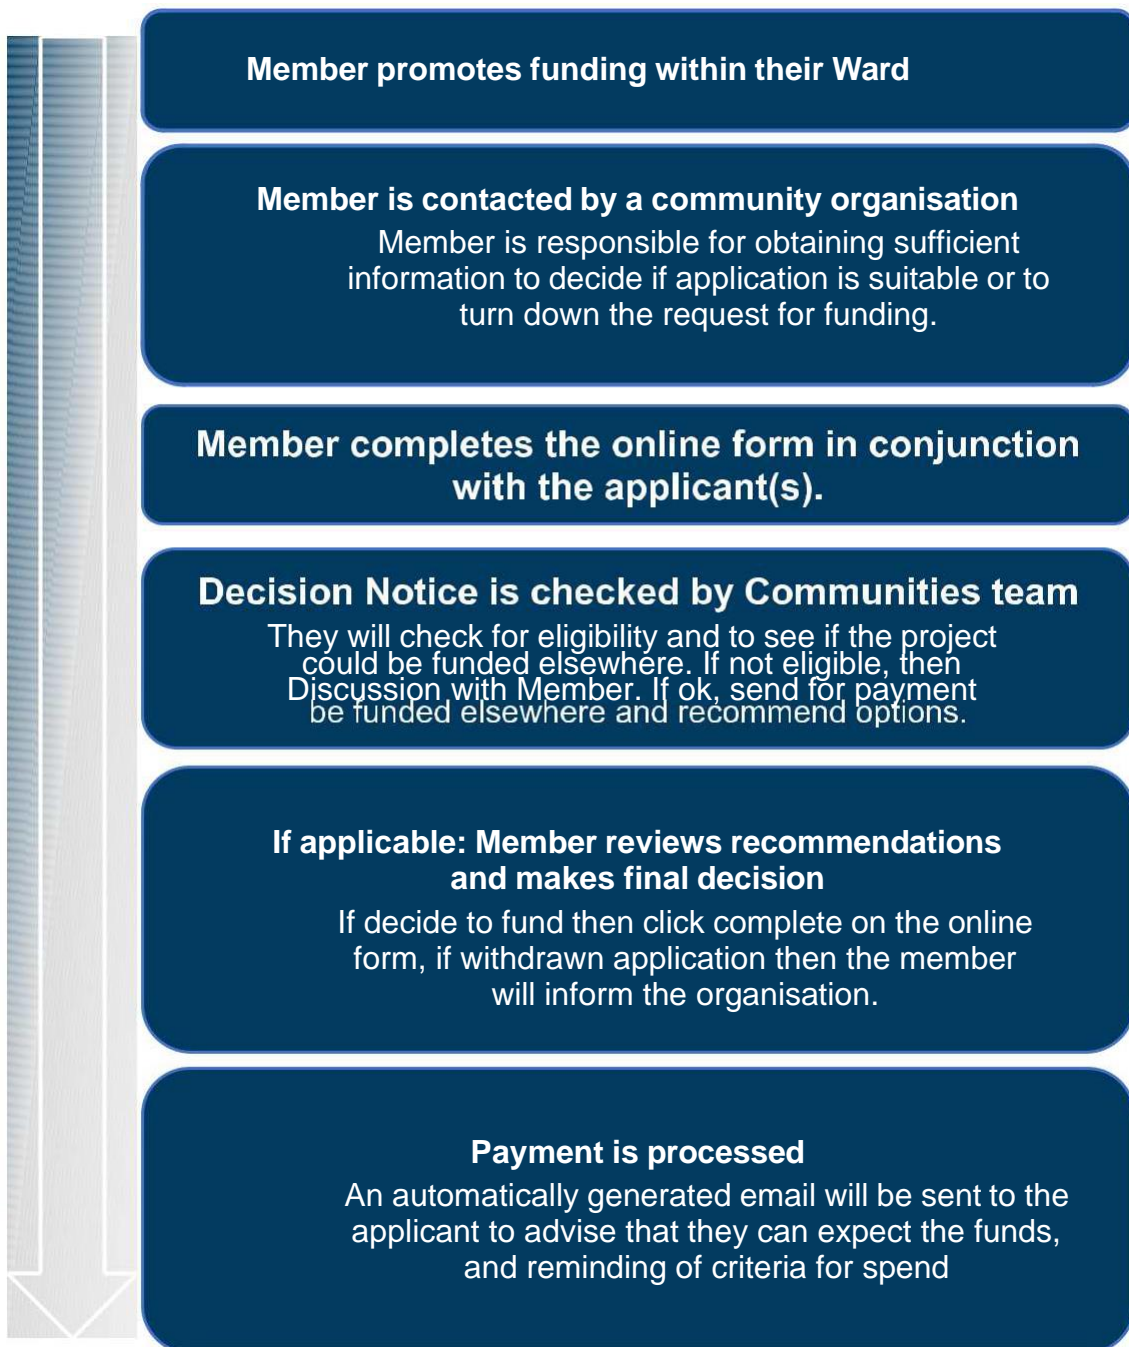 Member promotes funding within their Ward
Member is contacted by a community organisation
Member is responsible for obtaining sufficient
information to decide if application is suitable or to
turn down the request for funding.
Member completes the online form in conjunction
with the applicant(s).
Decision Notice is checked by Communities team
They will check for eligibility and to see if the project
could be funded elsewhere. If not eligible, then
Discussion with Member. If ok, send for payment
be funded elsewhere and recommend options.
If applicable: Member reviews recommendations
and makes final decision
If decide to fund then click complete on the online
form, if withdrawn application then the member
will inform the organisation.
Payment is processed
An automatically generated email will be sent to the
applicant to advise that they can expect the funds,
and reminding of criteria for spend